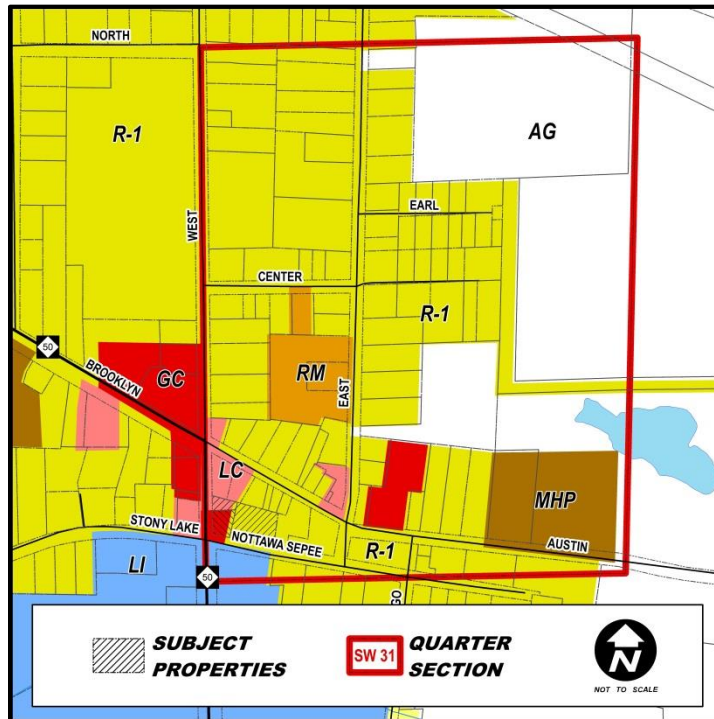 NORTH
R-1
AG
WEST
EARL
CENTER
R-1
50
BROOKLYN
GC
RM
EAST
LC
MHP
STONY LAKE
NOTTAWA SEPEE
R-1
AUSTIN
LI
50
GO
SUBJECT
PROPERTIES
SW 31
QUARTER
SECTION
N
NOT TO SCALE